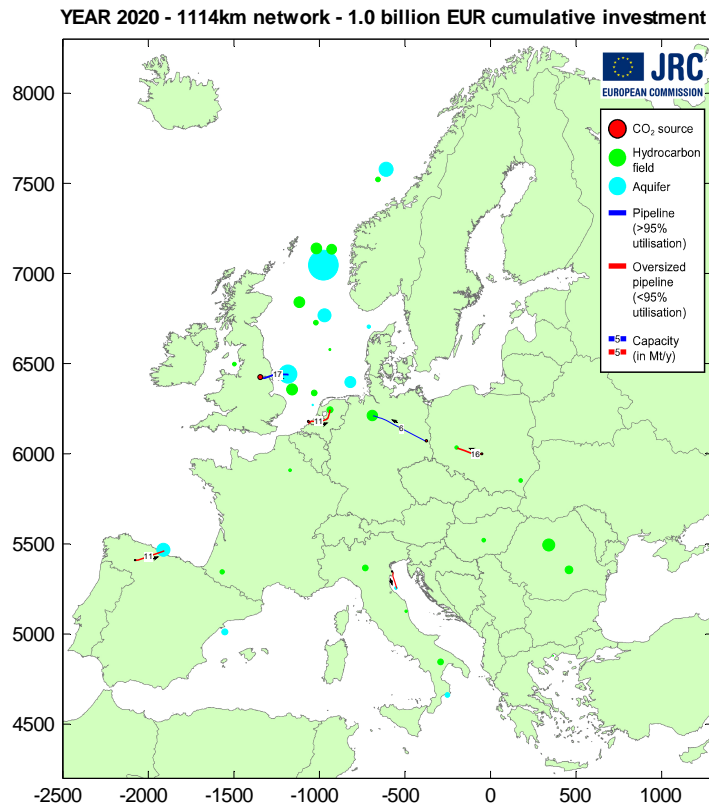 YEAR 2020 - 1114km network - 1.0 billion EUR cumulative investment
JRC
EUROPEAN COMMISSION
CO2 source
Hydrocarbon
field
Aquifer
Pipeline
(>95%
utilisation)
Oversized
pipeline
(<95%
utilisation)
5
Capacity
5
(in Mt/y)
8000
7500
7000
6500
6000
5500
5000
4500
17
11
6
16
11
-2500
-2000
-1500
-1000
-500
0
500
1000